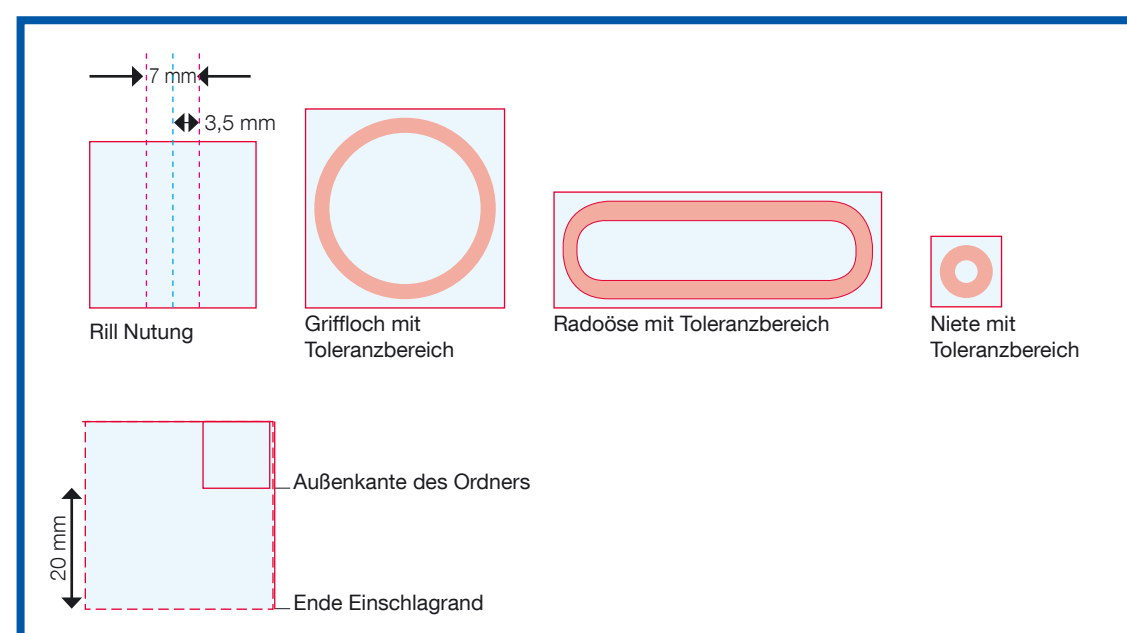 7 mm
3,5 mm
Rill Nutung
Griffloch mit
Toleranzbereich
Radoöse mit Toleranzbereich
Niete mit
Toleranzbereich
Außenkante des Ordners
20 mm
Ende Einschlagrand